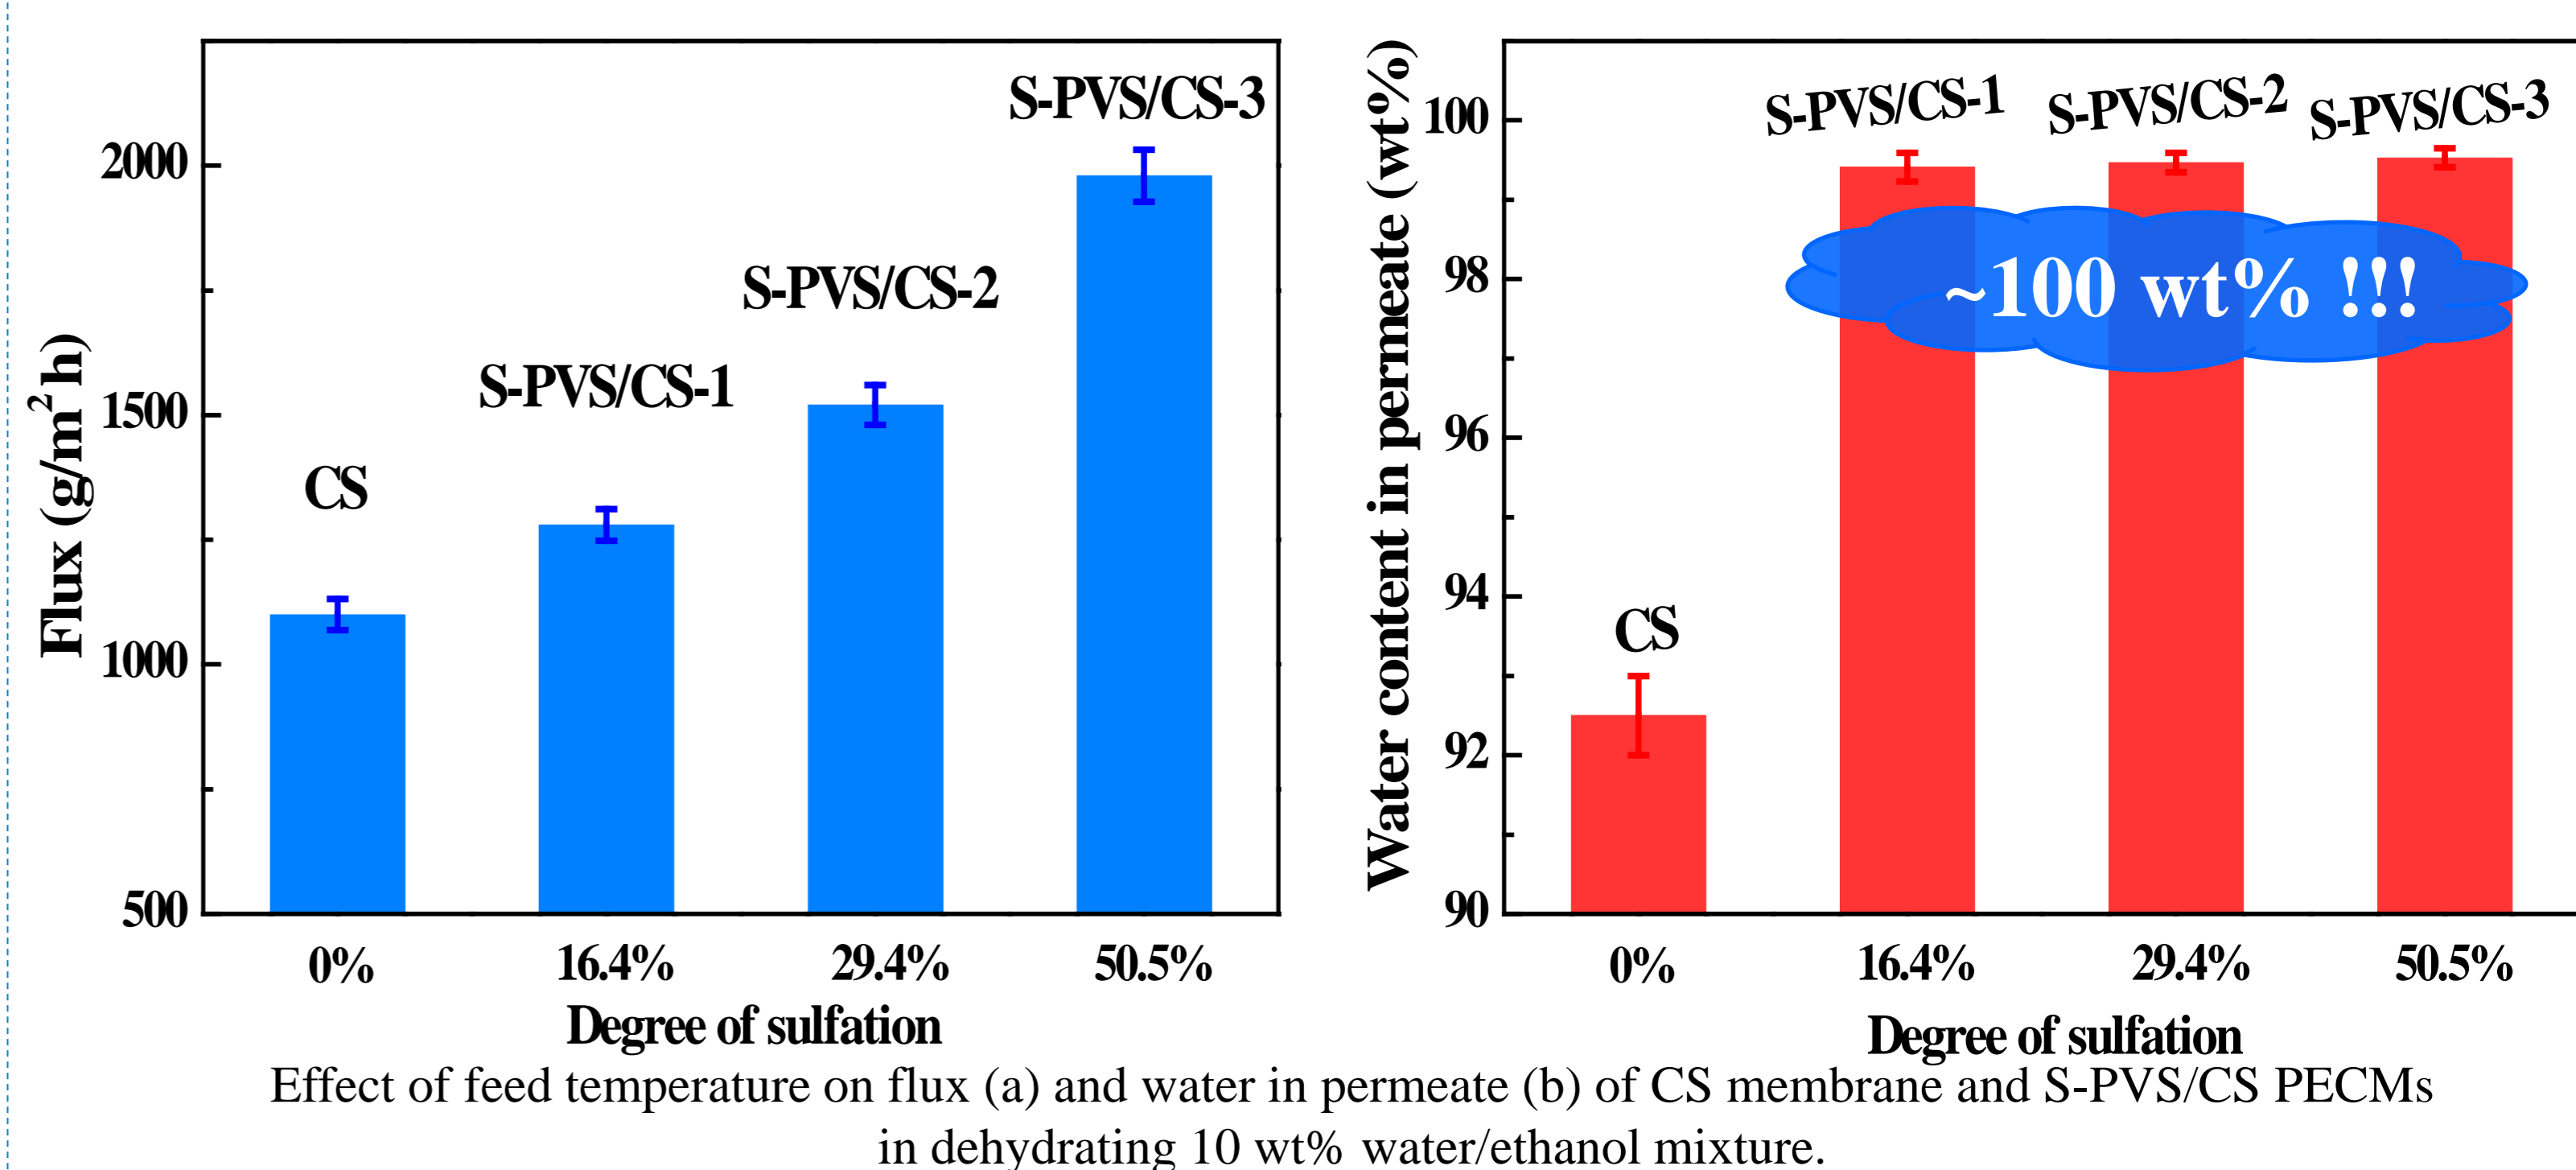 Flux (g/m² h)
2000
1500
1000
500
CS
S-PVS/CS-1
S-PVS/CS-2
S-PVS/CS-3
0% 16.4% 29.4% 50.5%
Degree of sulfation
Water content in permeate (wt%)
100
98
96
94
92
90
CS
S-PVS/CS-1
S-PVS/CS-2
S-PVS/CS-3
~100 wt% !!!
0% 16.4% 29.4% 50.5%
Degree of sulfation
Effect of feed temperature on flux (a) and water in permeate (b) of CS membrane and S-PVS/CS PECMs
in dehydrating 10 wt% water/ethanol mixture.